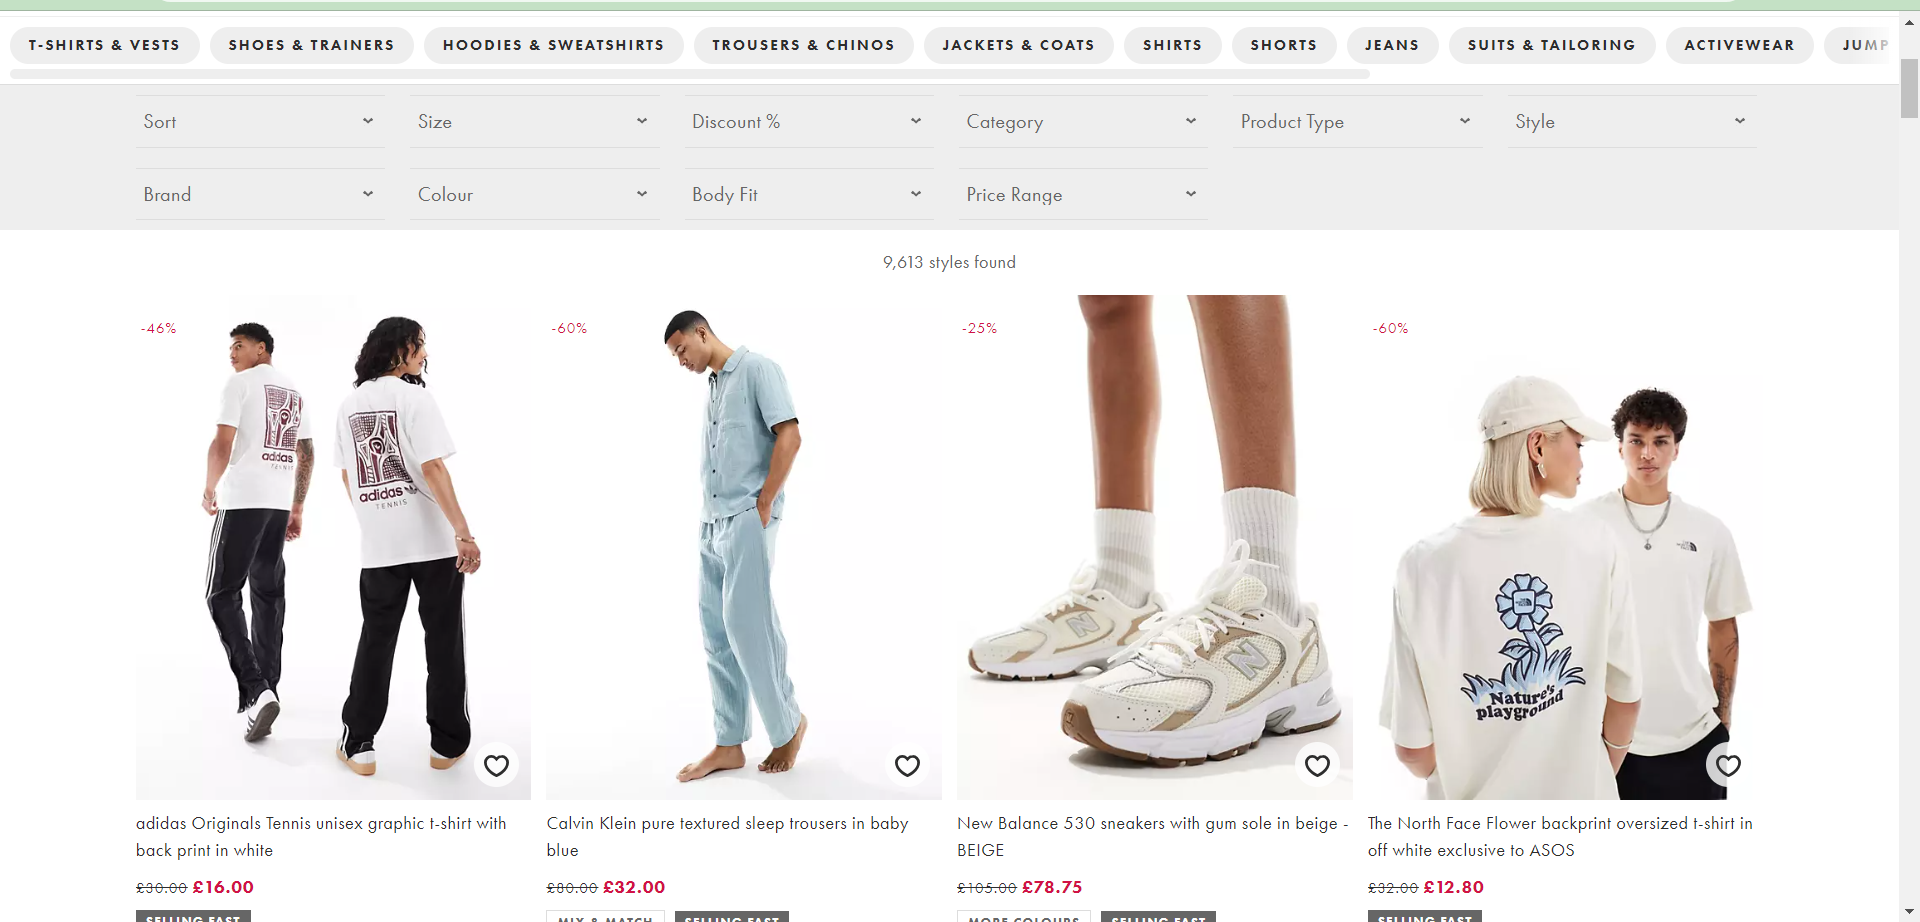 T-SHIRTS & VESTS SHOES & TRAINERS HOODIES & SWEATSHIRTS TROUSERS & CHINOS JACKETS & COATS SHIRTS SHORTS JEANS SUITS & TAILORING ACTIVEWEAR JUMP
Sort Size Discount % Category Product Type Style
Brand Colour Body Fit Price Range
9,613 styles found
-46% -60% -25% -60%
adidas
TENNIS
adidas
TENNIS
Nature's
playground
adidas Originals Tennis unisex graphic t-shirt with
back print in white
£30.00 £16.00
SELLING FAST
Calvin Klein pure textured sleep trousers in baby
blue
£80.00 £32.00
MIX & MATCH SELLING FAST
New Balance 530 sneakers with gum sole in beige -
BEIGE
£105.00 £78.75
MORE COLOURS SELLING FAST
The North Face Flower backprint oversized t-shirt in
off white exclusive to ASOS
£32.00 £12.80
SELLING FAST